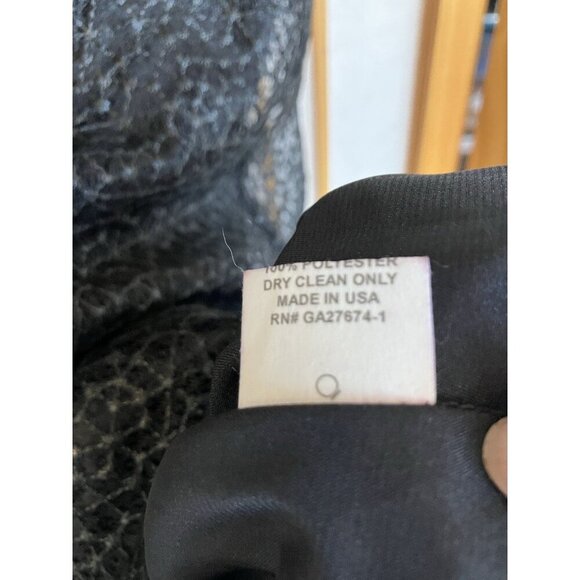 100% POLYESTER
DRY CLEAN ONLY
MADE IN USA
RN# GA27674-1